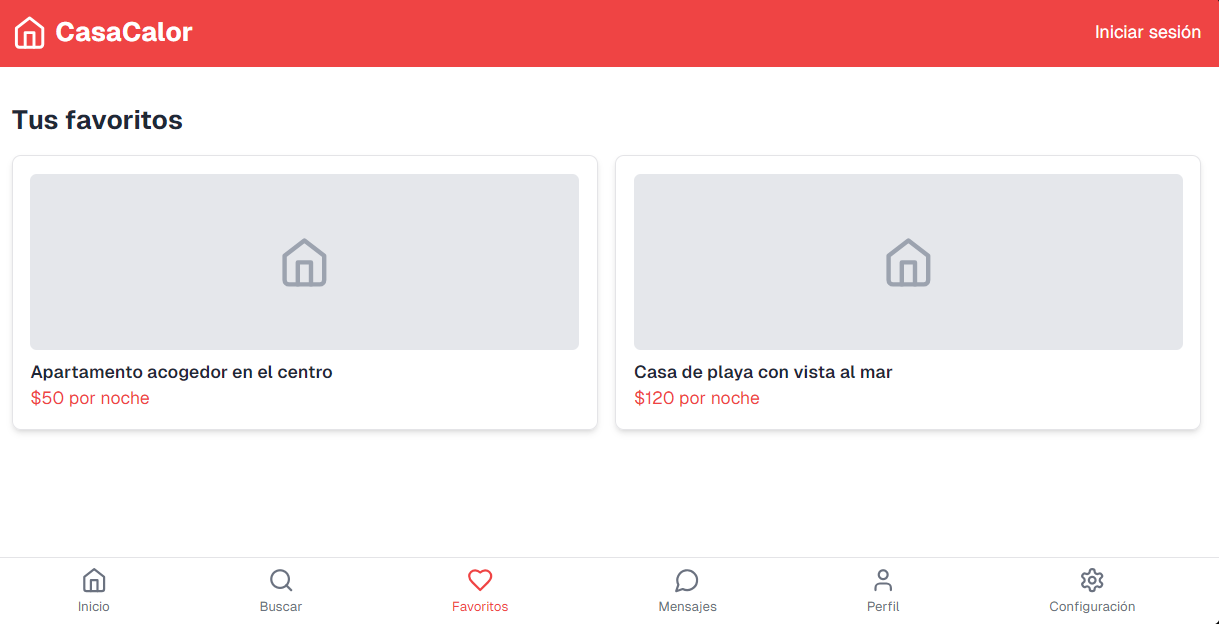 CasaCalor
Iniciar sesión
Tus favoritos
Apartamento acogedor en el centro
$50 por noche
Casa de playa con vista al mar
$120 por noche
Inicio
Buscar
Favoritos
Mensajes
Perfil
Configuración